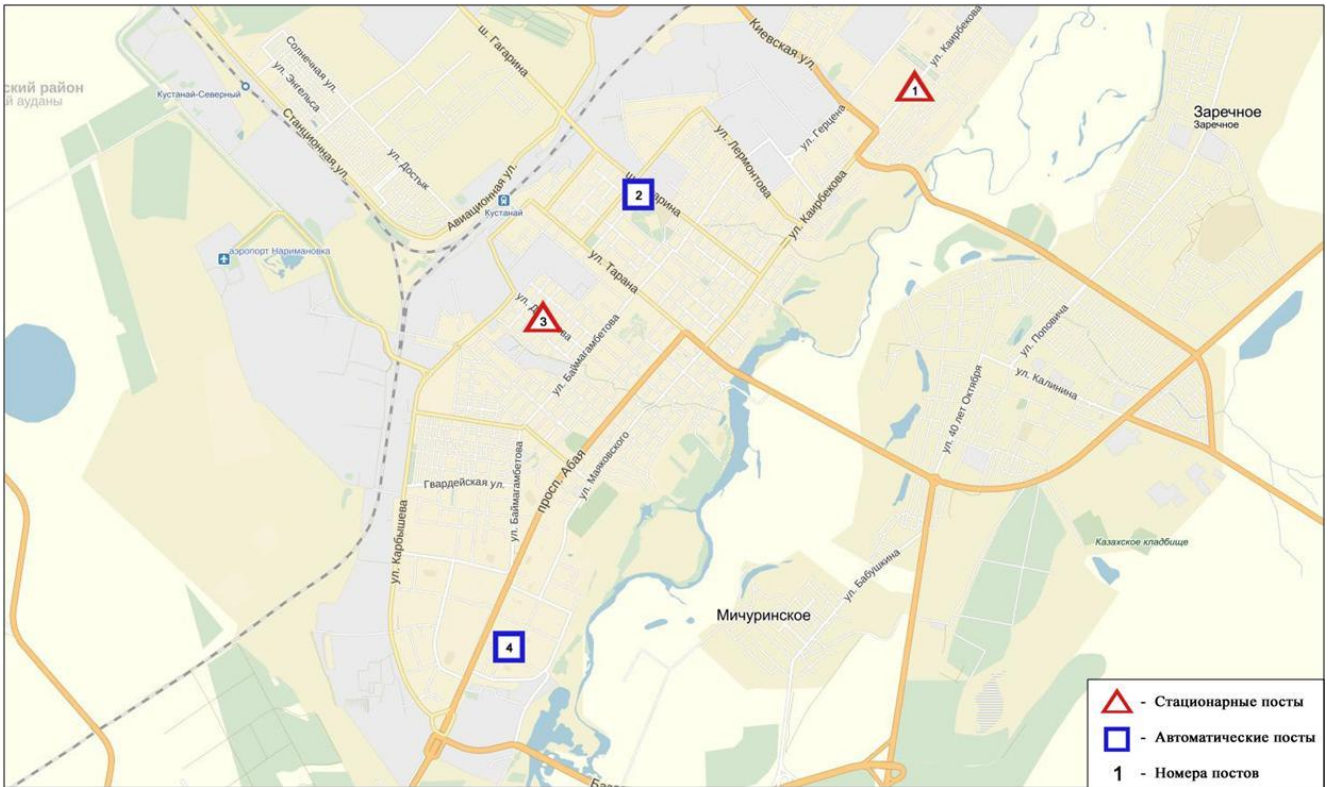 ский район
й ауданы
Кустанай-Северный
Солнечная ул.
ул. Энгельса
Станционная ул.
ул. Достык
ш. Гагарина
Авиационная ул.
Кустанай
аэропорт Наримановка
Киевская ул.
ул. Каирбекова
1
Заречное
Заречное
ул. Герцена
ул. Лермонтова
2
ул. Каирбекова
ул. Тарана
3
ул. Баймагамбетова
ул. Поповича
ул. Калинина
ул. 40 лет Октября
просп. Абая
ул. Маяковского
Гвардейская ул.
ул. Баймагамбетова
ул. Карбышева
Казахское кладбище
ул. Бабушкина
Мичуринское
4
- Стационарные посты
- Автоматические посты
1 - Номера постов